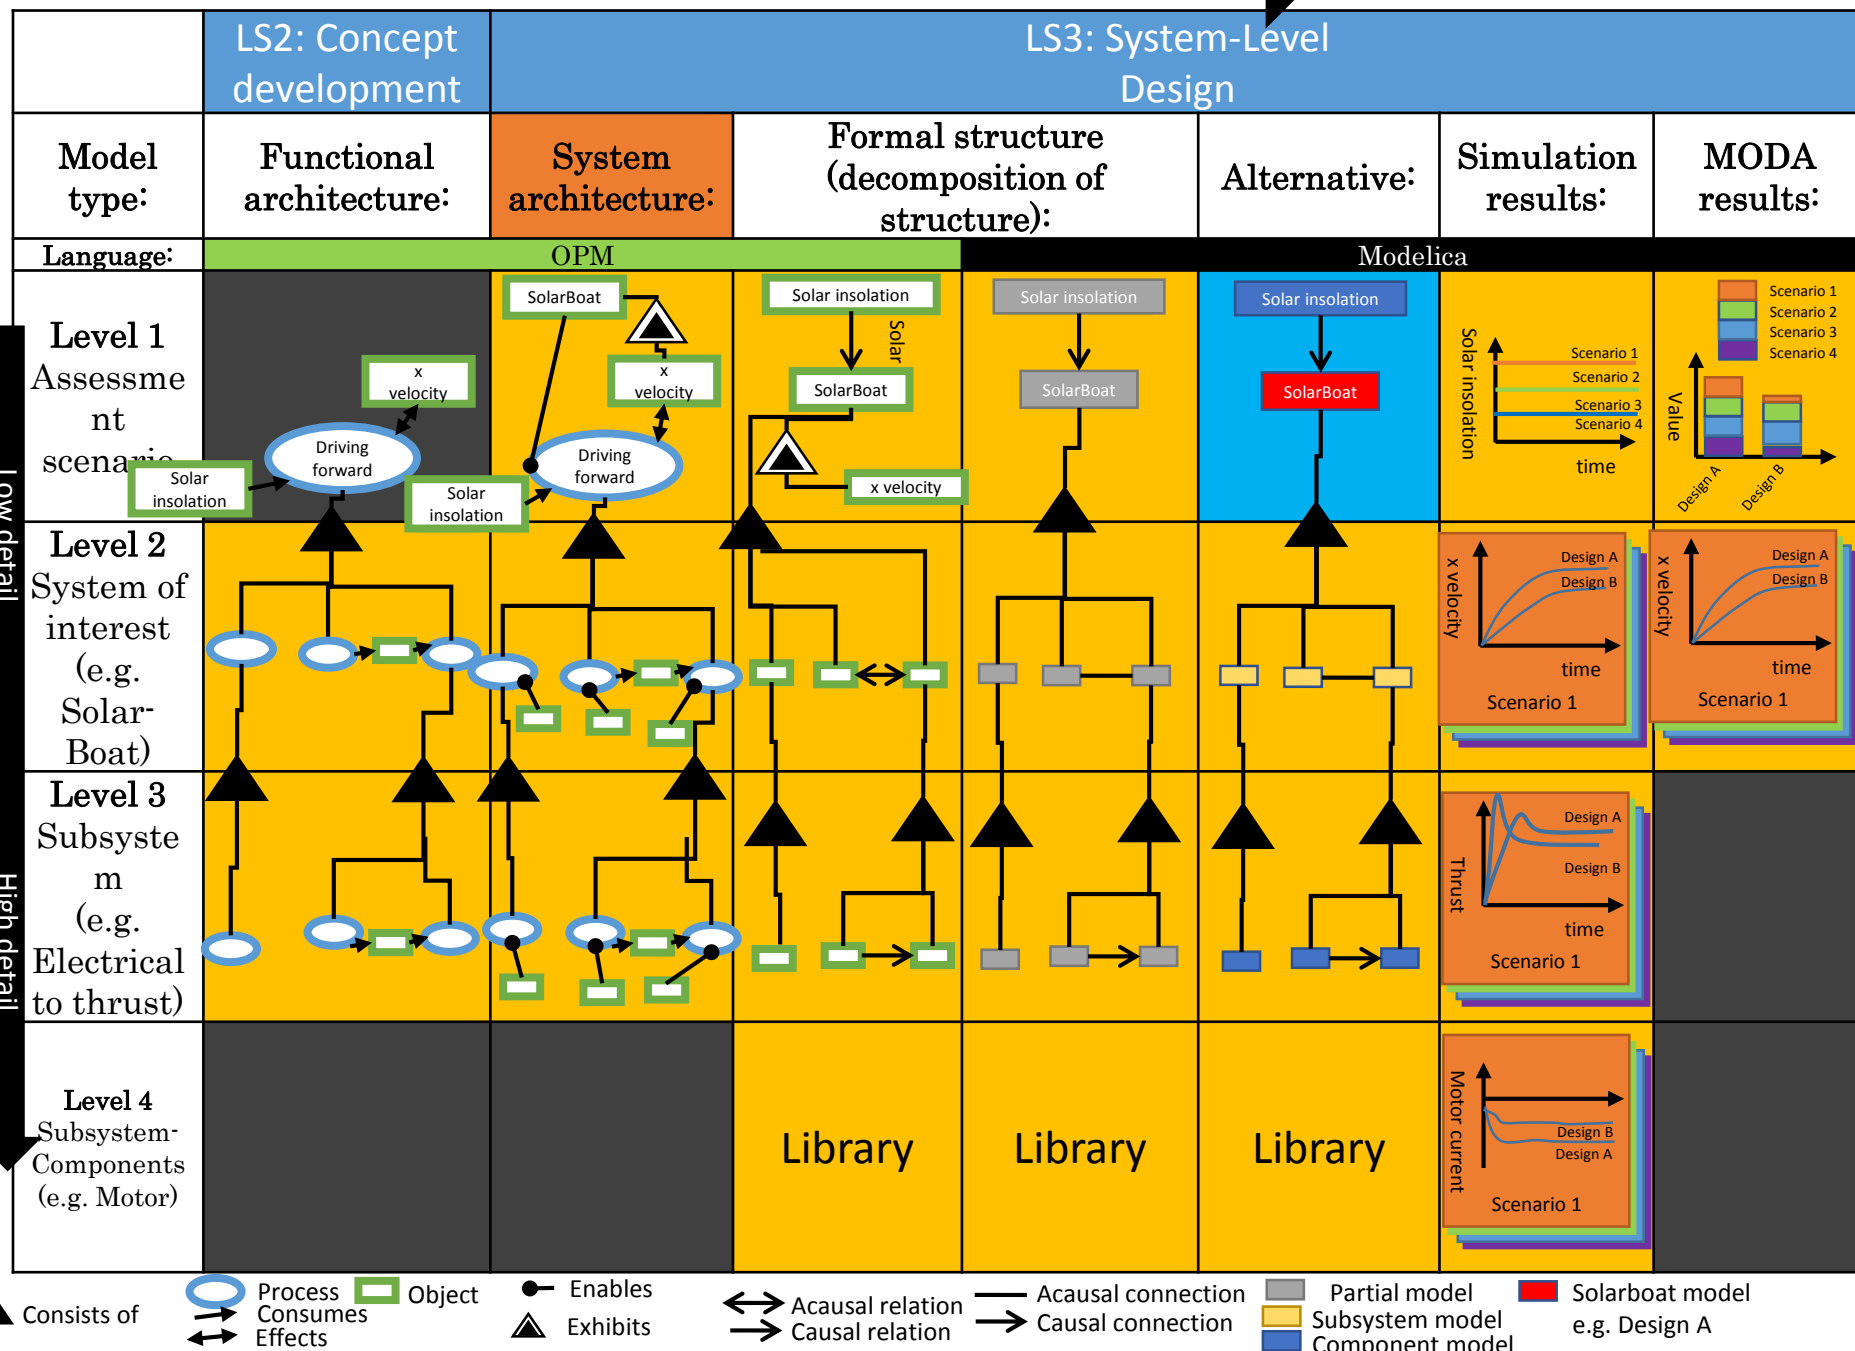 LS2: Concept
development
LS3: System-Level
Design
Model
type:
Functional
architecture:
System
architecture:
Formal structure
(decomposition of
structure):
Alternative:
Simulation
results:
MODA
results:
Language:
OPM
Modelica
Low detail
High detail
Level 1
Assessme
nt
scenario
Solar
insolation
Driving
forward
x
velocity
SolarBoat
x
velocity
Driving
forward
Solar
insolation
Solar insolation
Solar
SolarBoat
x velocity
Solar insolation
SolarBoat
Solar insolation
SolarBoat
Solar insolation
Scenario 1
Scenario 2
Scenario 3
Scenario 4
time
Scenario 1
Scenario 2
Scenario 3
Scenario 4
Value
Design A
Design B
Level 2
System of
interest
(e.g.
Solar-
Boat)
x velocity
Design A
Design B
time
Scenario 1
x velocity
Design A
Design B
time
Scenario 1
Level 3
Subsyste
m
(e.g.
Electrical
to thrust)
Thrust
Design A
Design B
time
Scenario 1
Level 4
Subsystem-
Components
(e.g. Motor)
Library
Library
Library
Motor current
Design B
Design A
Scenario 1
Consists of
Process
Consumes
Effects
Object
Enables
Exhibits
Acausal relation
Causal relation
Acausal connection
Causal connection
Partial model
Subsystem model
Component model
Solarboat model
e.g. Design A